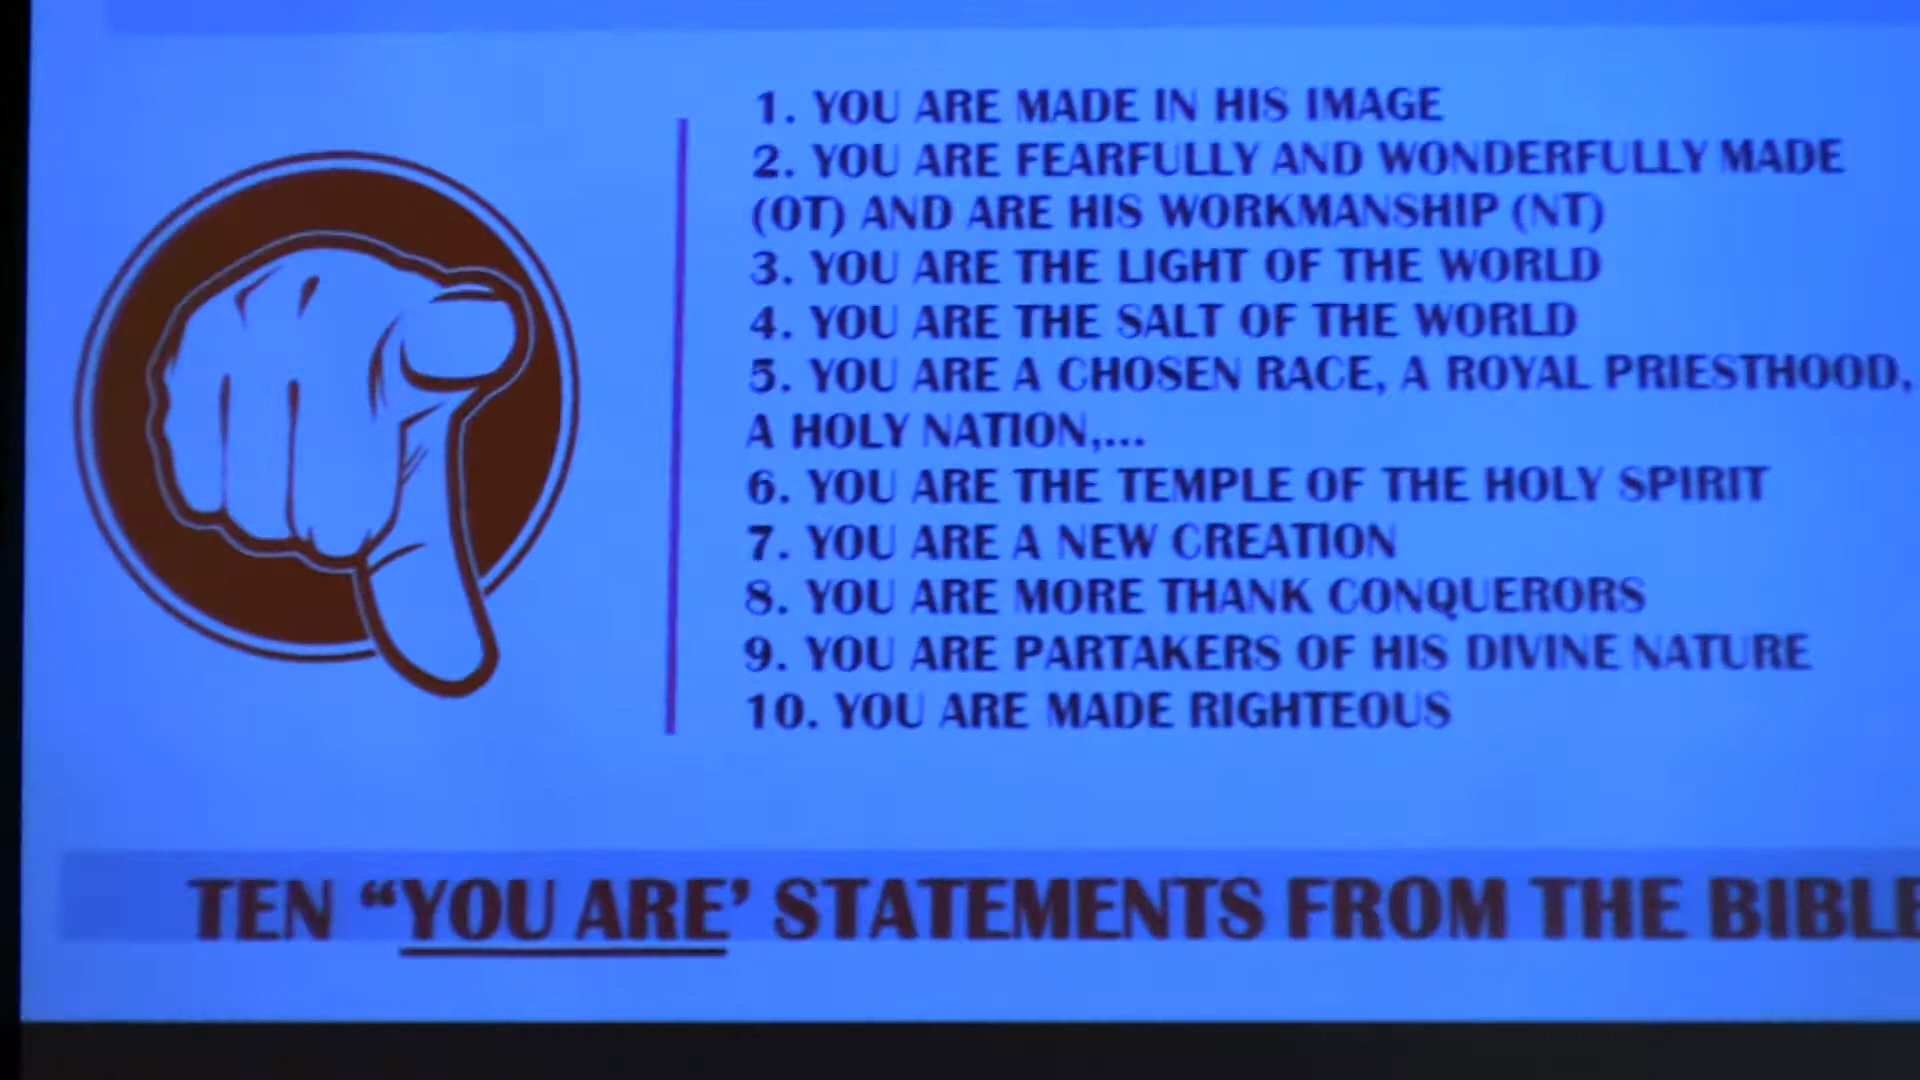 1. YOU ARE MADE IN HIS IMAGE
2. YOU ARE FEARFULLY AND WONDERFULLY MADE
(OT) AND ARE HIS WORKMANSHIP (NT)
3. YOU ARE THE LIGHT OF THE WORLD
4. YOU ARE THE SALT OF THE WORLD
5. YOU ARE A CHOSEN RACE, A ROYAL PRIESTHOOD,
A HOLY NATION,...
6. YOU ARE THE TEMPLE OF THE HOLY SPIRIT
7. YOU ARE A NEW CREATION
8. YOU ARE MORE THANK CONQUERORS
9. YOU ARE PARTAKERS OF HIS DIVINE NATURE
10. YOU ARE MADE RIGHTEOUS
TEN “YOU ARE’ STATEMENTS FROM THE BIBLE